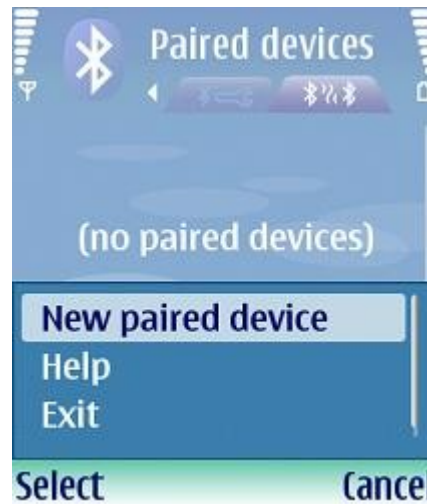 Paired devices
(no paired devices)
New paired device
Help
Exit
Select Cance